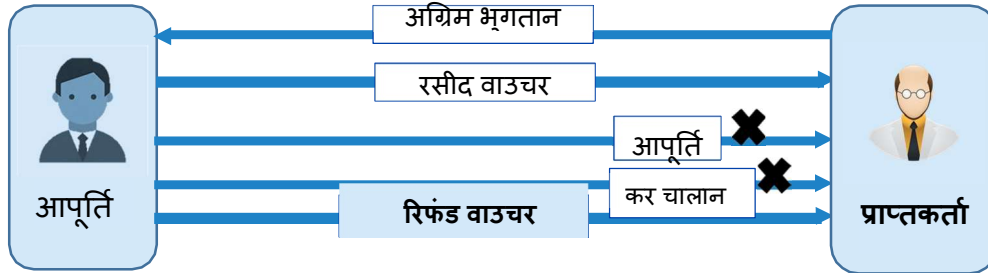 अग्रिम भुगतान
रसीद वाउचर
आपूर्ति
कर चालान
आपूर्ति
रिफंड वाउचर
प्राप्तकर्ता